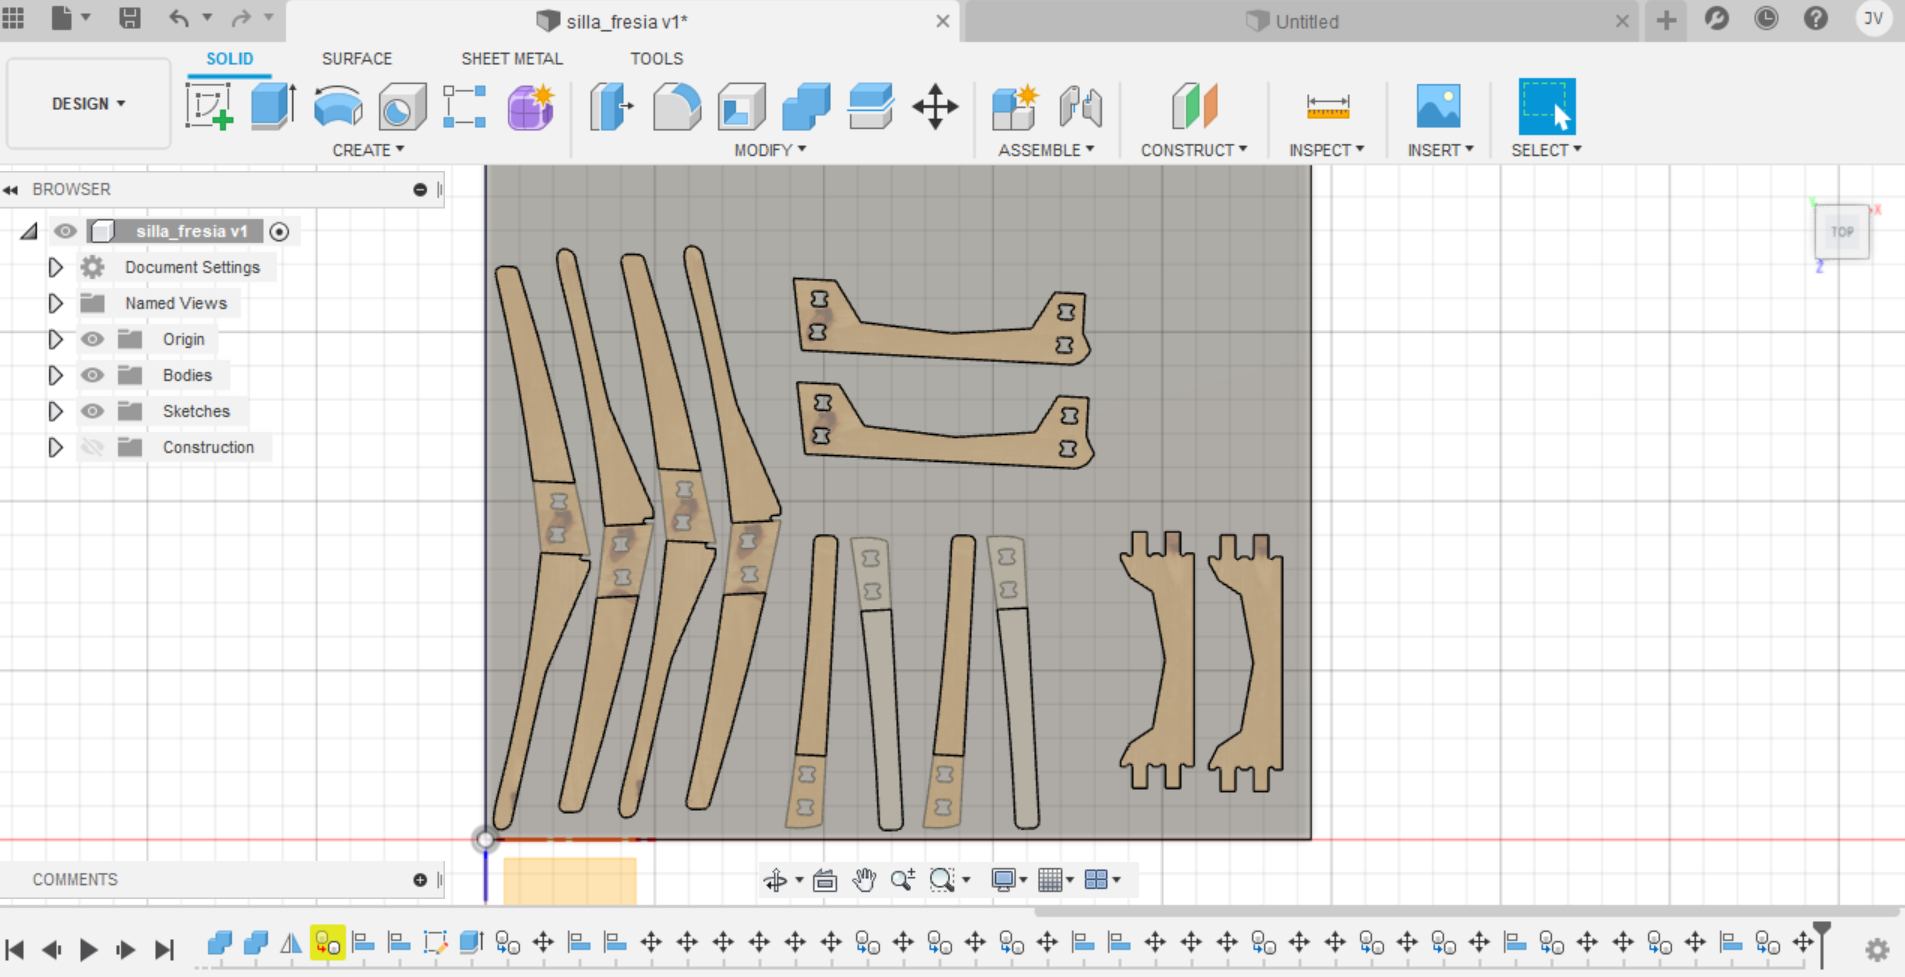 silla_fresia v1*
Untitled
JV
SOLID
SURFACE
SHEET METAL
TOOLS
DESIGN
CREATE
MODIFY
ASSEMBLE
CONSTRUCT
INSPECT
INSERT
SELECT
BROWSER
silla_fresia v1
Document Settings
Named Views
Origin
Bodies
Sketches
Construction
Y
X
TOP
Z
COMMENTS